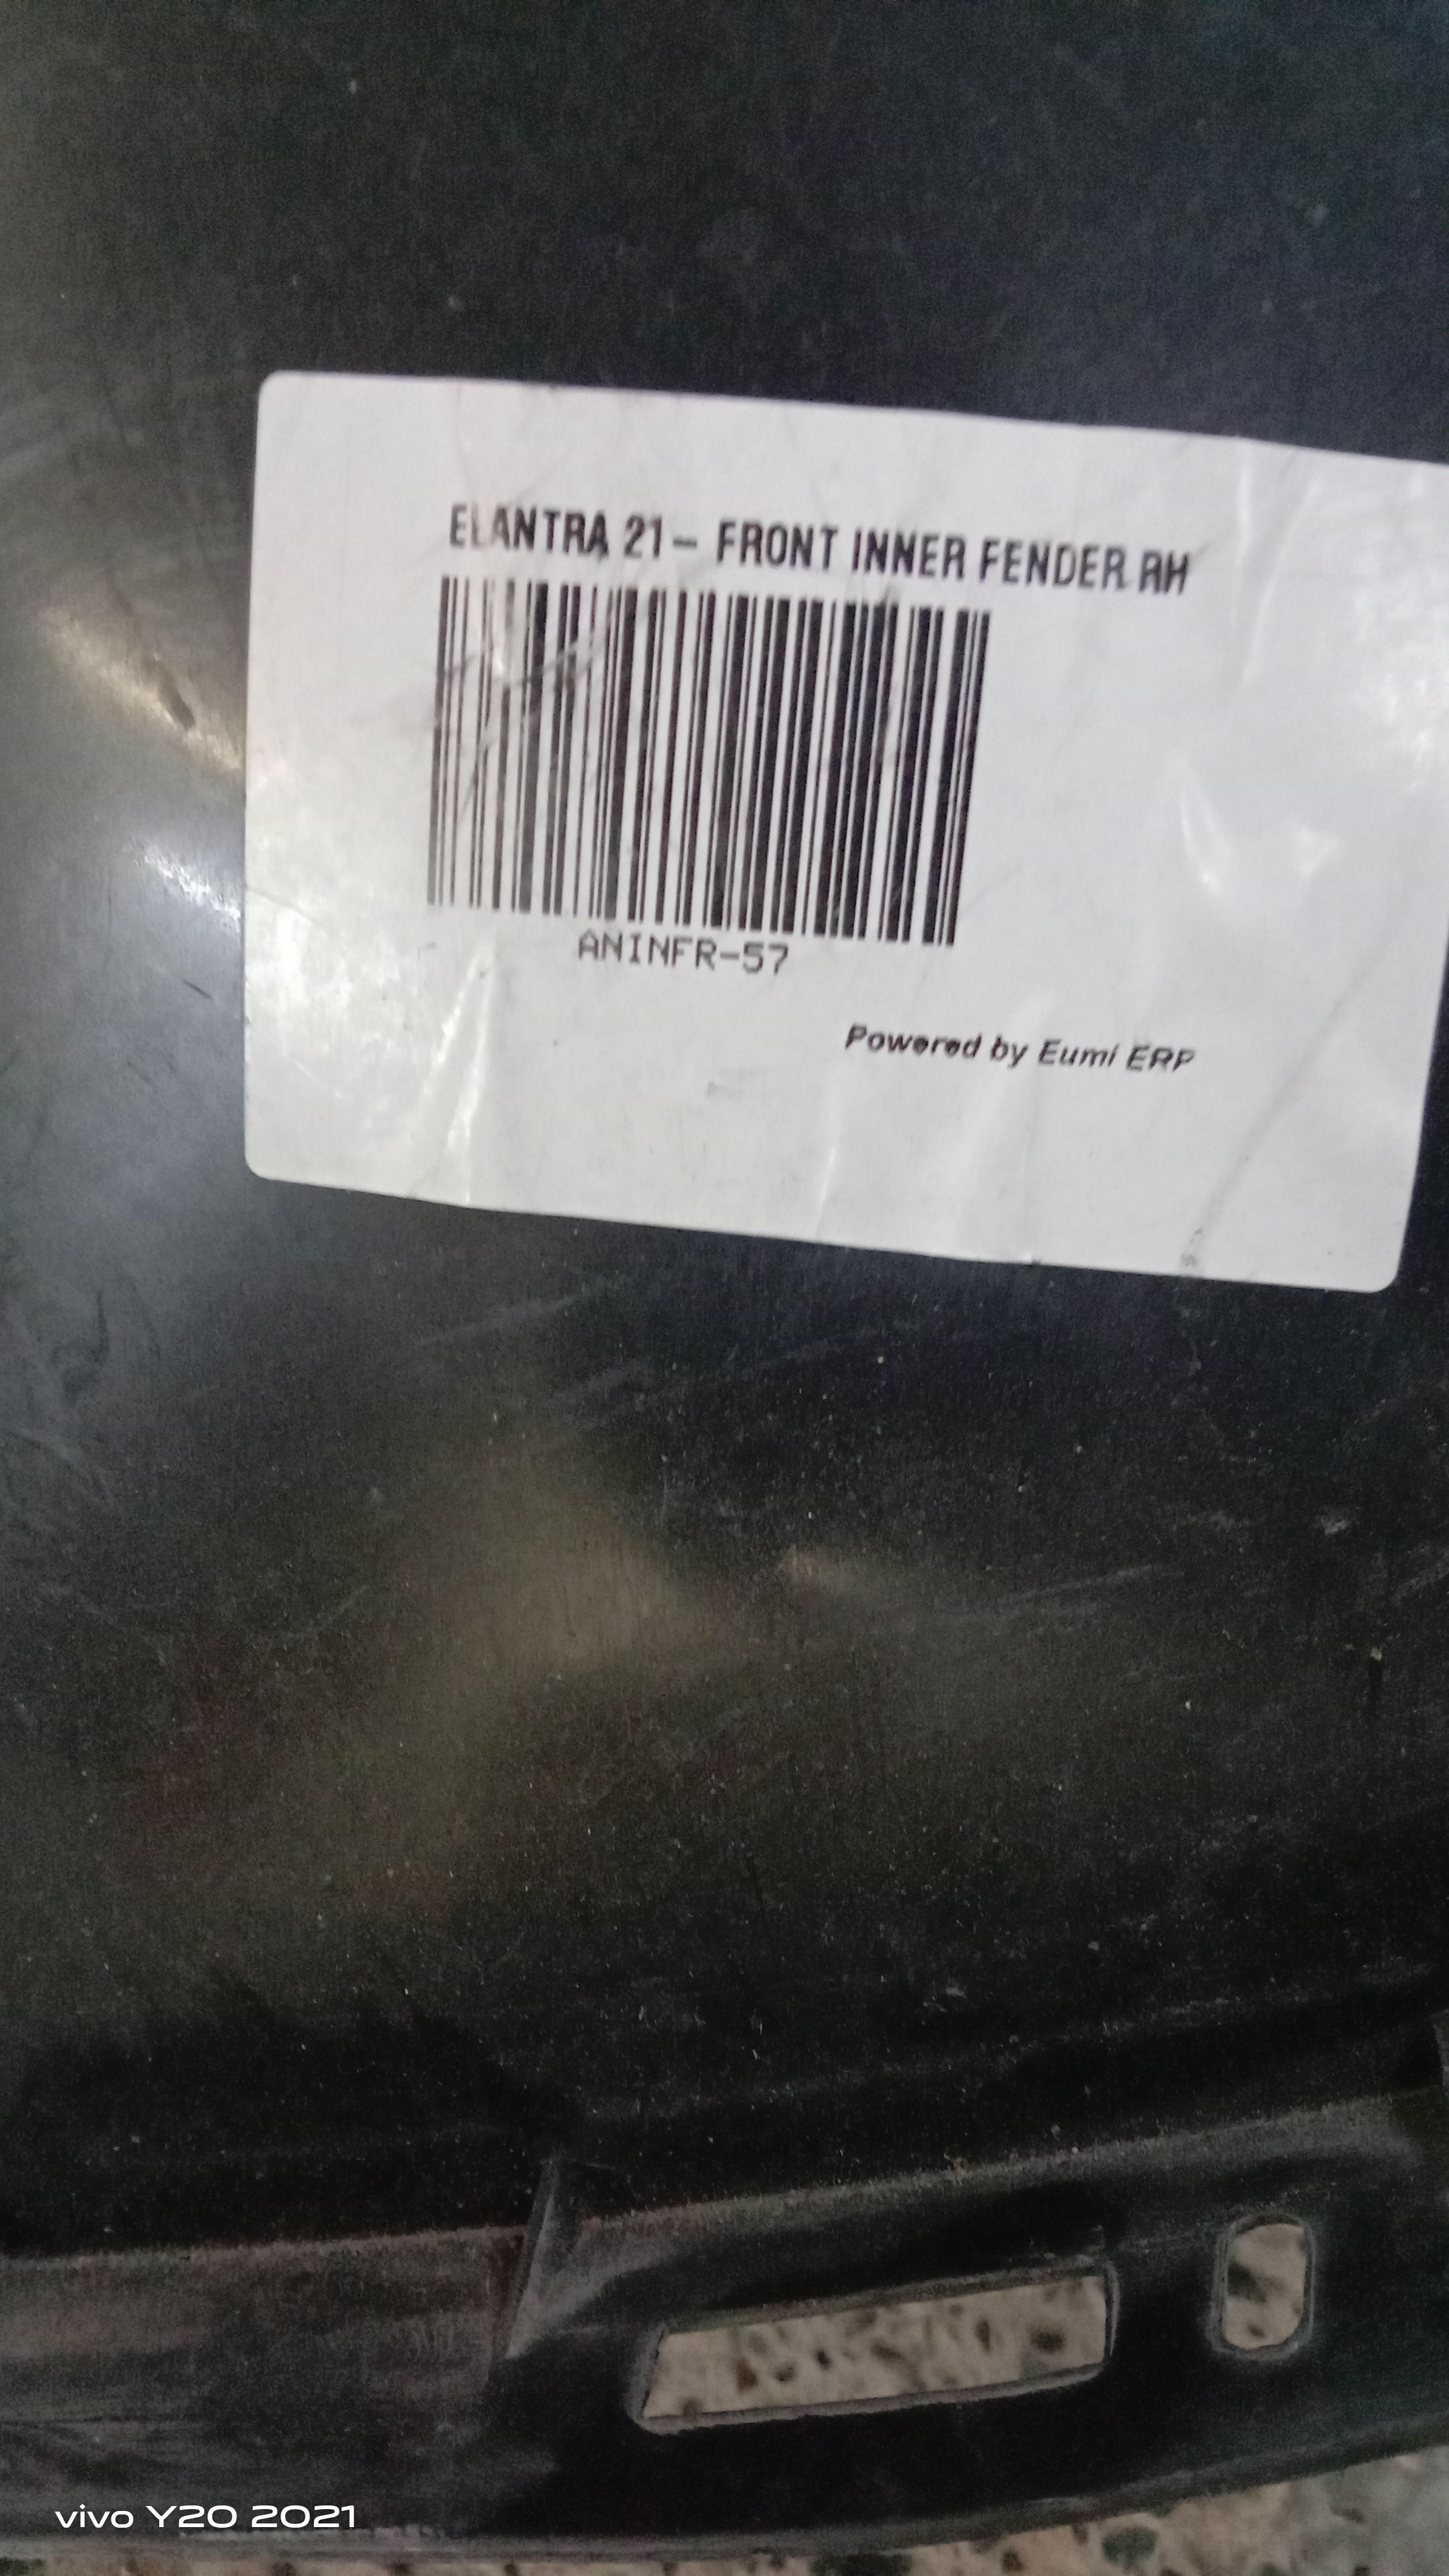 ELANTRA 21- FRONT INNER FENDER RH
ANINFR-57
Powered by Eumi ERP
vivo Y20 2021